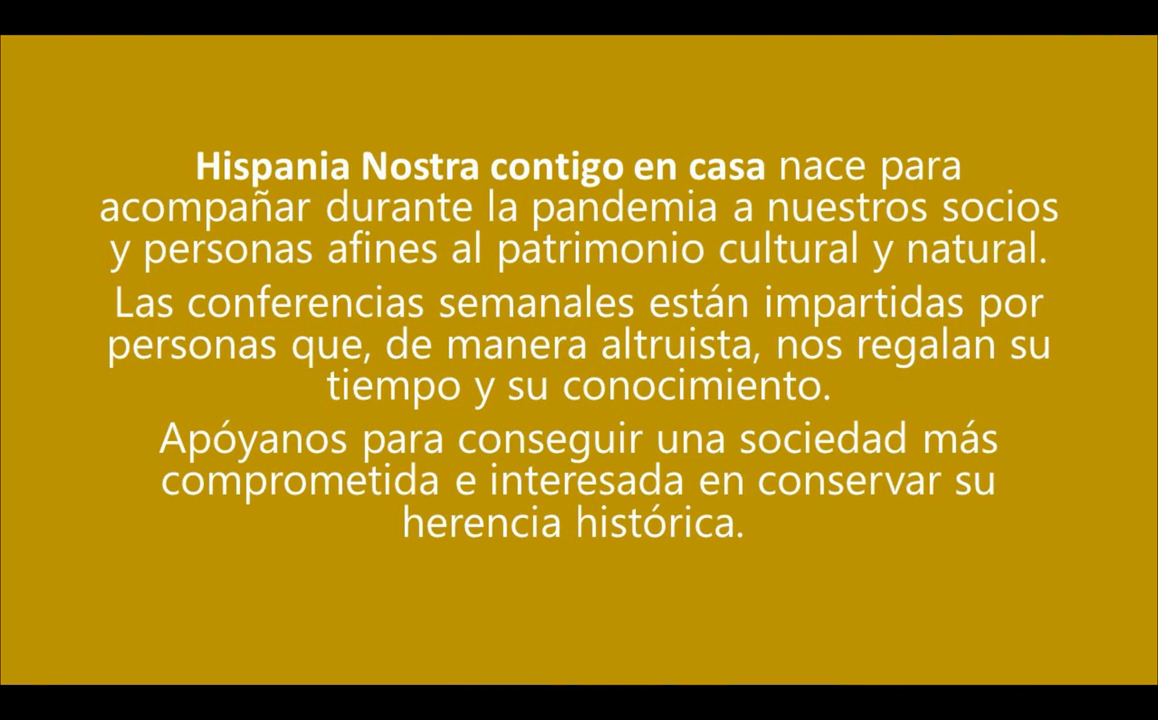 Hispania Nostra contigo en casa nace para
acompañar durante la pandemia a nuestros socios
y personas afines al patrimonio cultural y natural.
Las conferencias semanales están impartidas por
personas que, de manera altruista, nos regalan su
tiempo y su conocimiento.
Apóyanos para conseguir una sociedad más
comprometida e interesada en conservar su
herencia histórica.